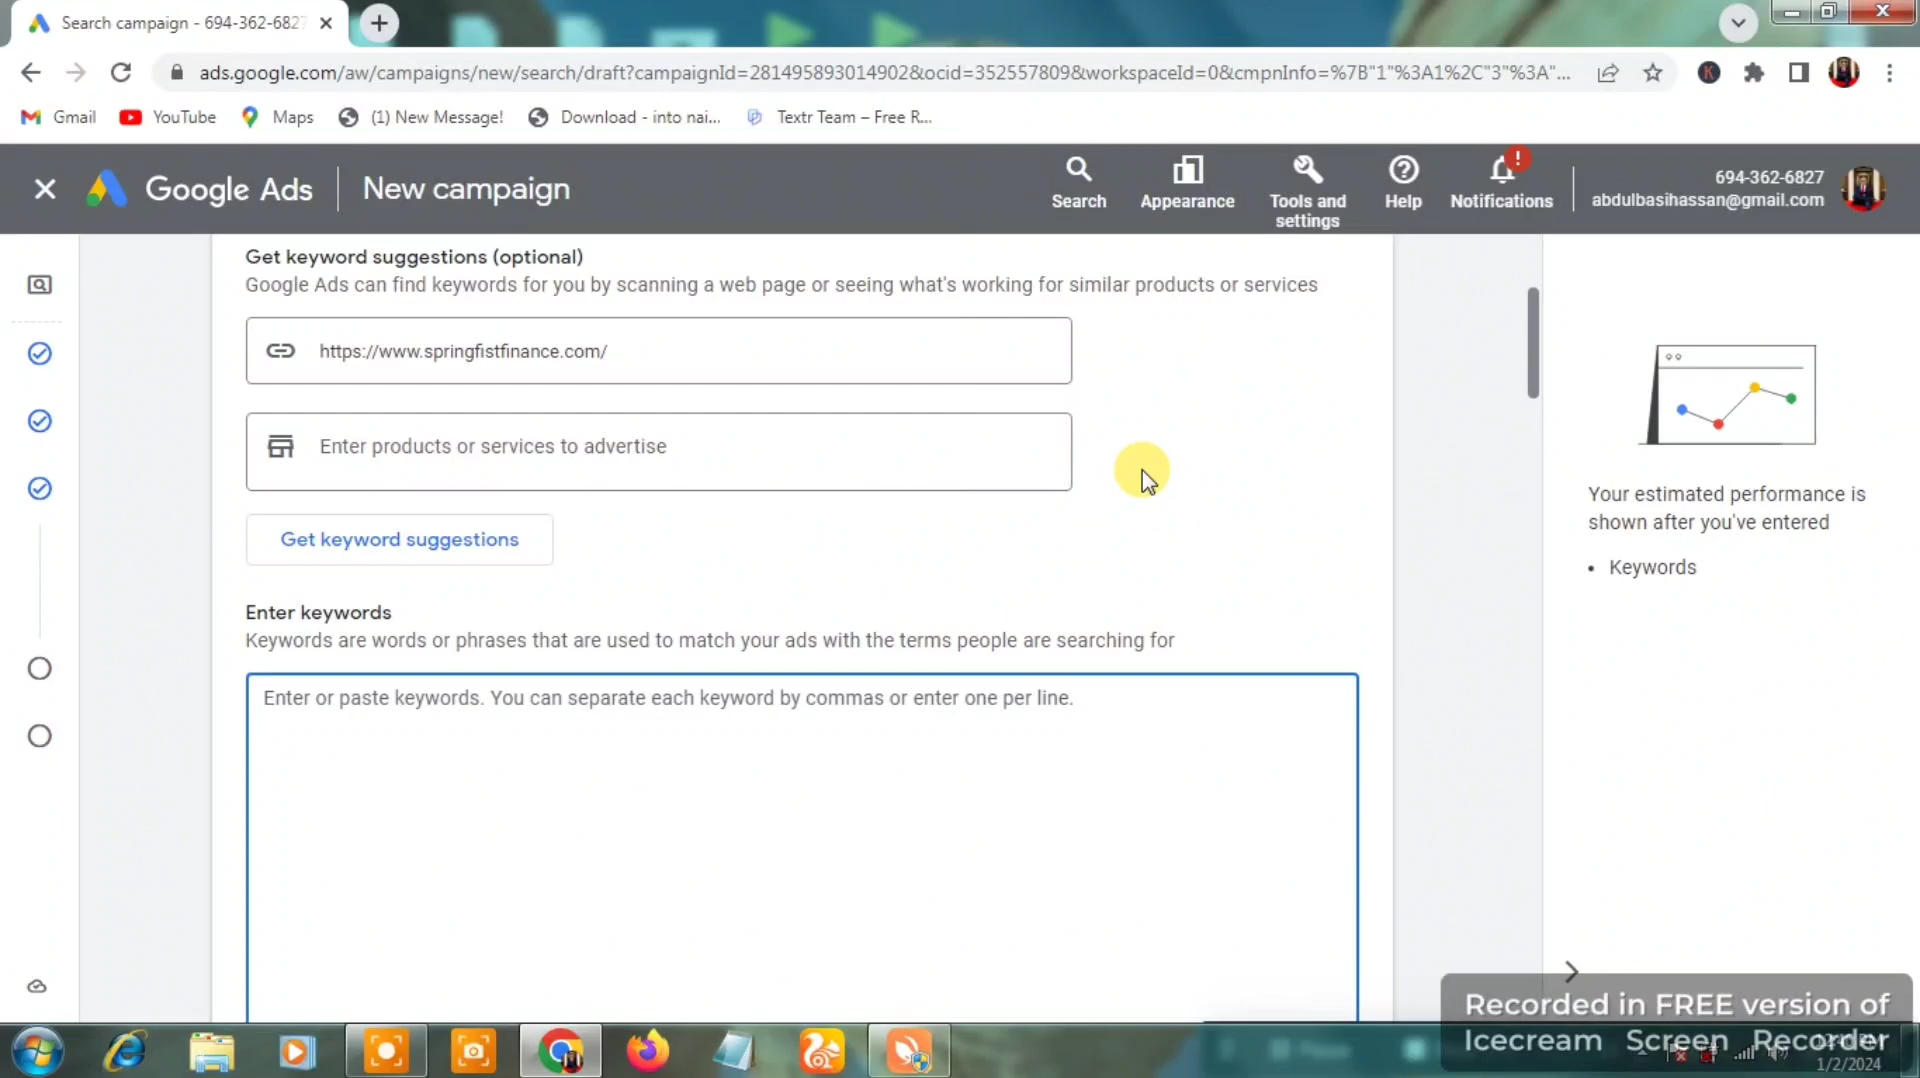 Search campaign - 694-362-6827
ads.google.com/aw/campaigns/new/search/draft?campaignId=281495893014902&ocid=352557809&workspaceId=0&cmpnInfo=%7B"1"%3A1%2C"3"%3A"...
Gmail YouTube Maps (1) New Message! Download - into nai... Textr Team – Free R...
Google Ads New campaign
Search Appearance Tools and settings Help Notifications
694-362-6827
abdulbasihassan@gmail.com
Get keyword suggestions (optional)
Google Ads can find keywords for you by scanning a web page or seeing what's working for similar products or services
https://www.springfistfinance.com/
Enter products or services to advertise
Get keyword suggestions
Enter keywords
Keywords are words or phrases that are used to match your ads with the terms people are searching for
Enter or paste keywords. You can separate each keyword by commas or enter one per line.
Your estimated performance is
shown after you've entered
• Keywords
Recorded in FREE version of
Icecream Screen Recorder
1/2/2024